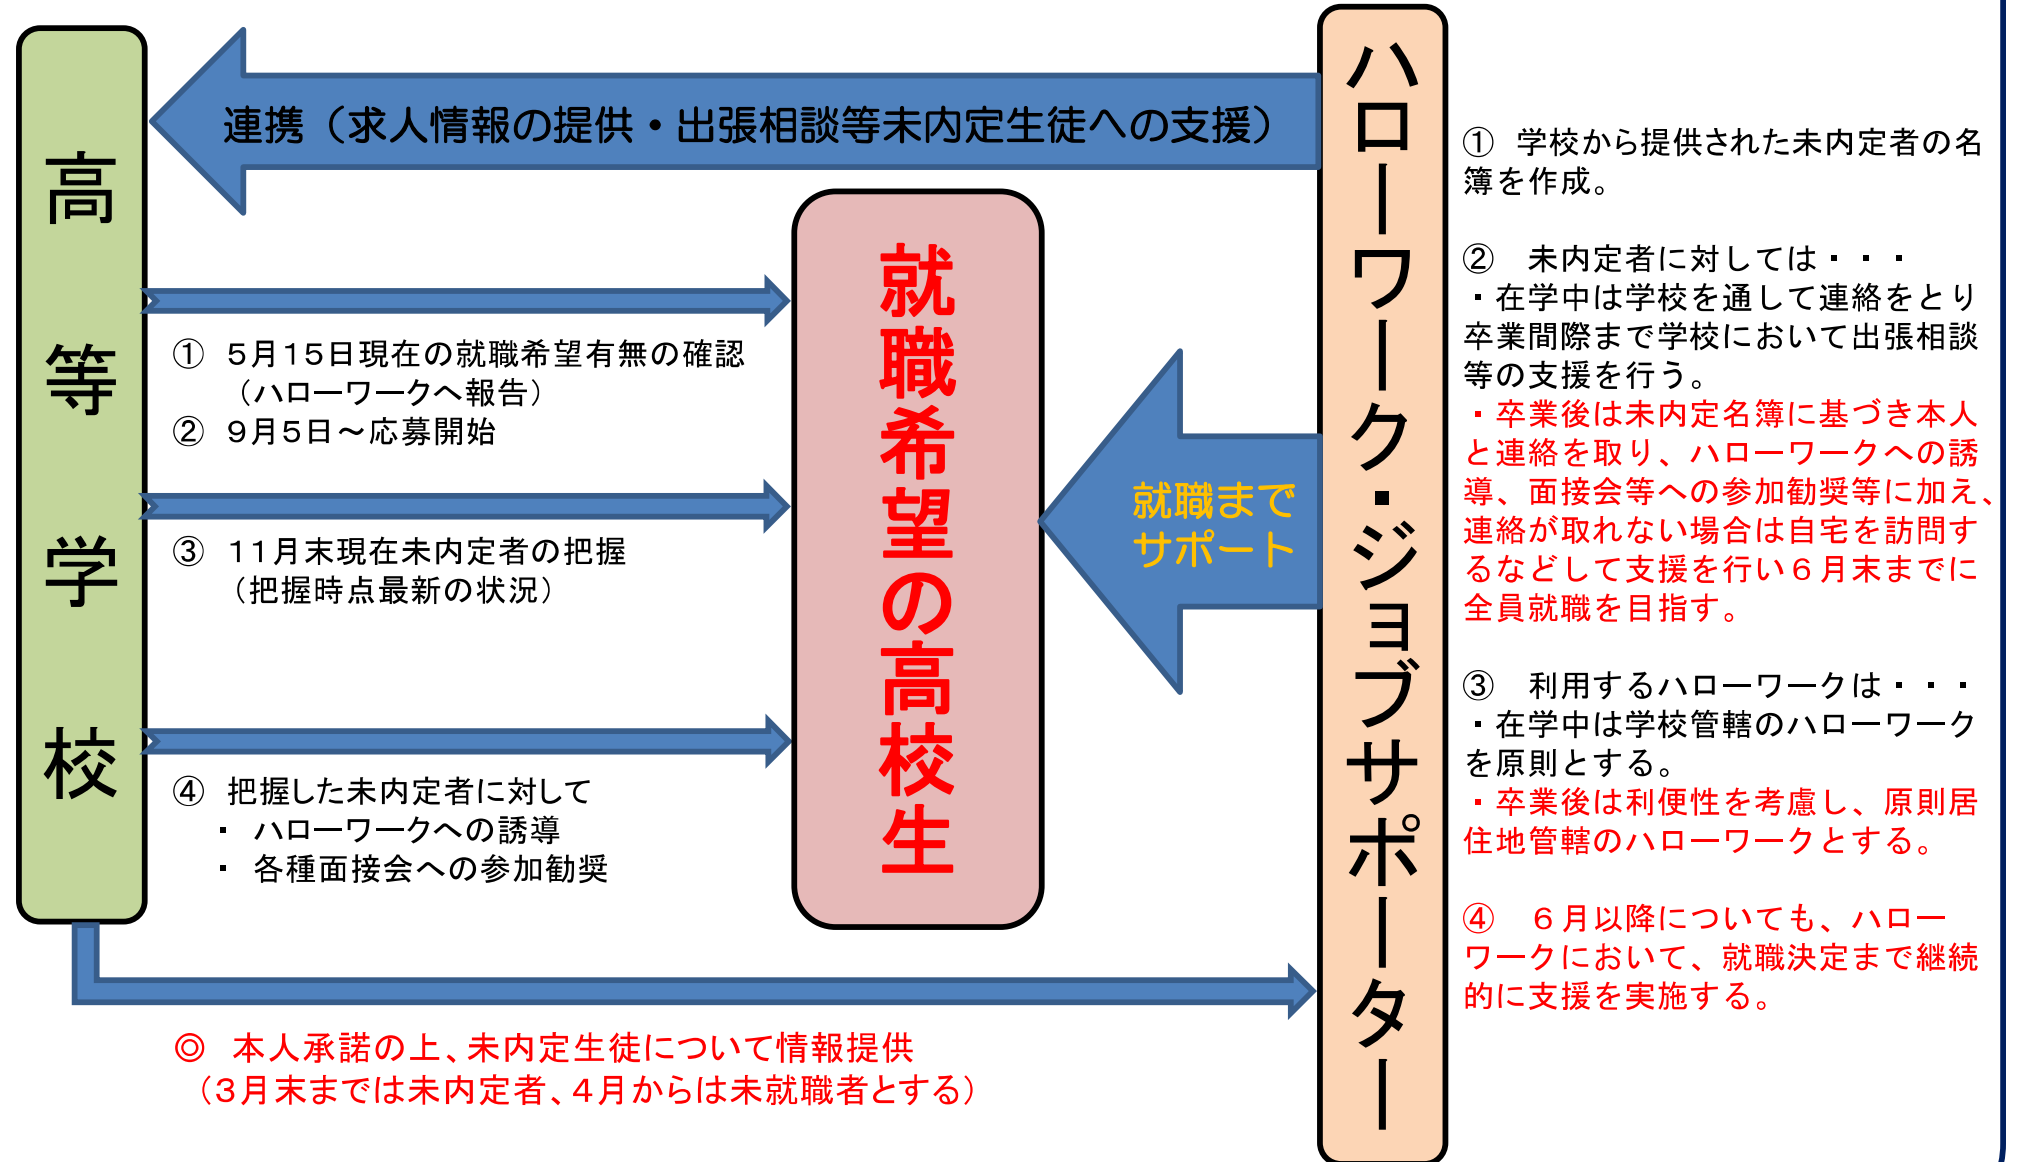 高等学校
連携（求人情報の提供・出張相談等未内定生徒への支援）
① ５月１５日現在の就職希望有無の確認
（ハローワークへ報告）
② ９月５日～応募開始
③ １１月末現在未内定者の把握
（把握時点最新の状況）
④ 把握した未内定者に対して
・ ハローワークへの誘導
・ 各種面接会への参加勧奨
就職希望の高校生
就職まで
サポート
ハローワーク・ジョブサポーター
① 学校から提供された未内定者の名
簿を作成。
② 未内定者に対しては・・・
・在学中は学校を通して連絡をとり
卒業間際まで学校において出張相談
等の支援を行う。
・卒業後は未内定名簿に基づき本人
と連絡を取り、ハローワークへの誘
導、面接会等への参加勧奨等に加え、
連絡が取れない場合は自宅を訪問す
るなどして支援を行い６月末までに
全員就職を目指す。
③ 利用するハローワークは・・・
・在学中は学校管轄のハローワーク
を原則とする。
・卒業後は利便性を考慮し、原則居
住地管轄のハローワークとする。
④ ６月以降についても、ハロー
ワークにおいて、就職決定まで継続
的に支援を実施する。
◎ 本人承諾の上、未内定生徒について情報提供
（３月末までは未内定者、４月からは未就職者とする）